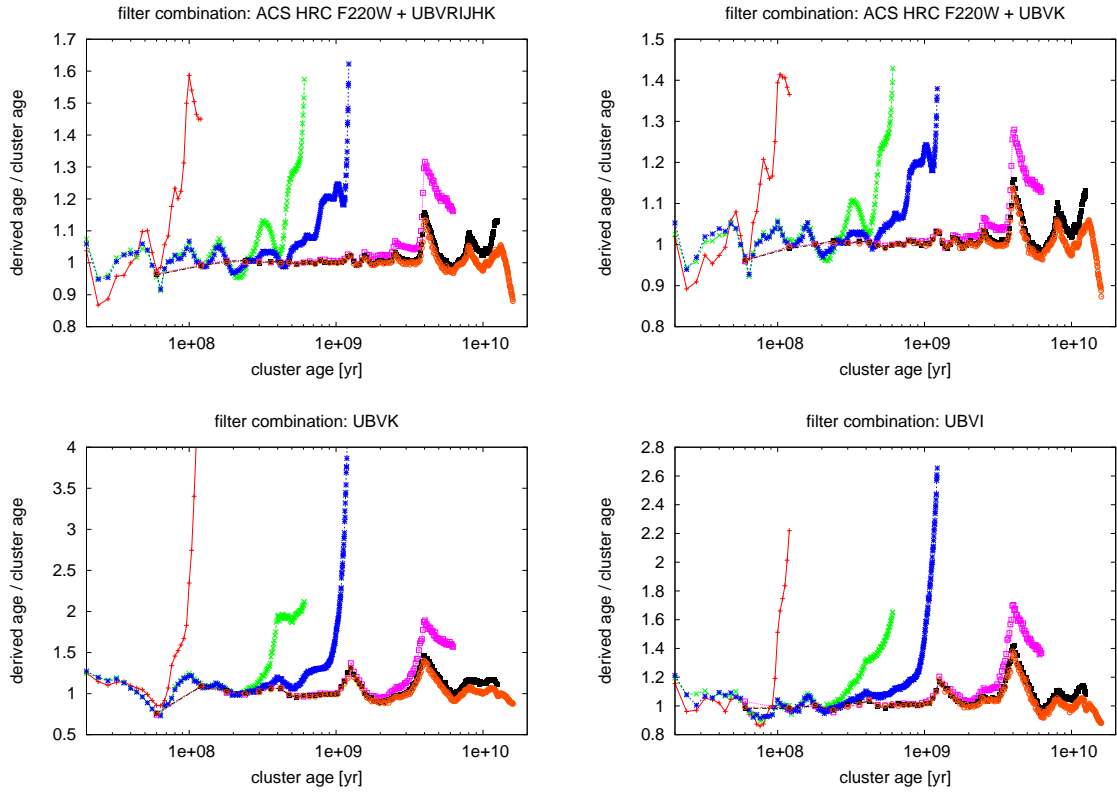 filter combination: ACS HRC F220W + UBVRIJHK
1.7
1.6
1.5
1.4
1.3
1.2
1.1
1
0.9
0.8
derived age / cluster age
1e+08 1e+09 1e+10
cluster age [yr]
filter combination: ACS HRC F220W + UBVK
1.5
1.4
1.3
1.2
1.1
1
0.9
0.8
derived age / cluster age
1e+08 1e+09 1e+10
cluster age [yr]
filter combination: UBVK
4
3.5
3
2.5
2
1.5
1
0.5
derived age / cluster age
1e+08 1e+09 1e+10
cluster age [yr]
filter combination: UBVI
2.8
2.6
2.4
2.2
2
1.8
1.6
1.4
1.2
1
0.8
derived age / cluster age
1e+08 1e+09 1e+10
cluster age [yr]